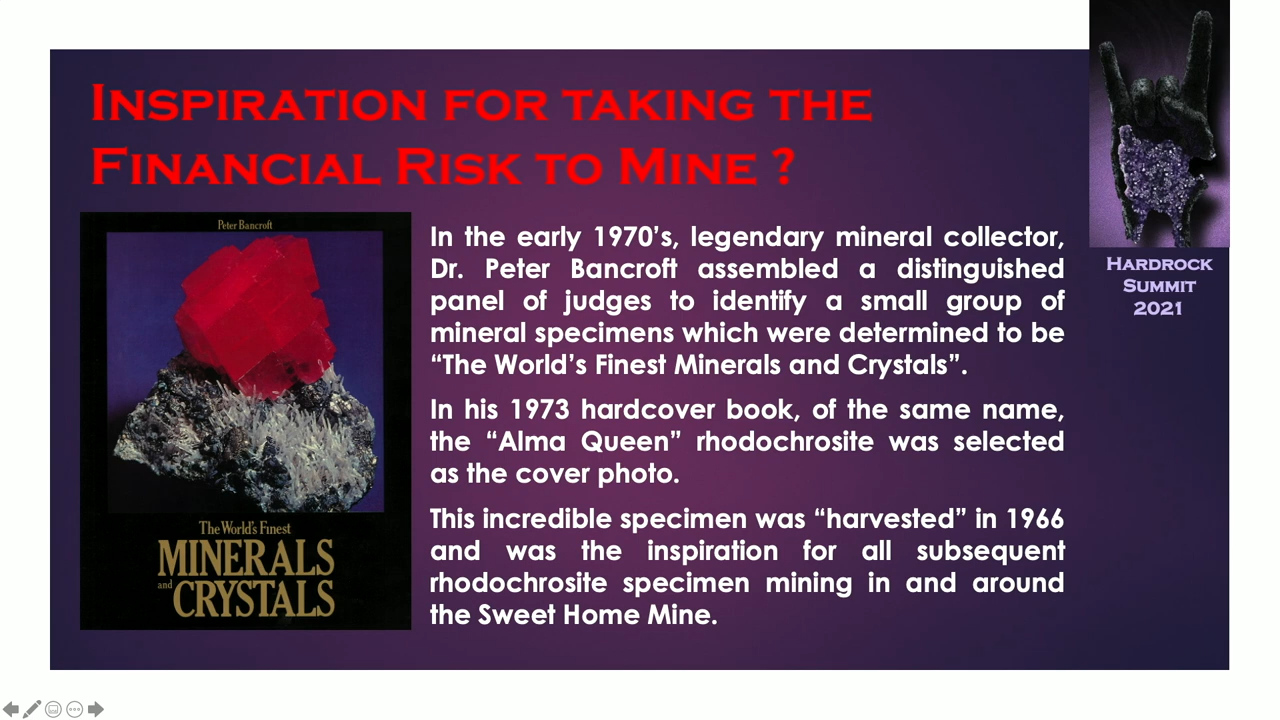 Inspiration for taking the
Financial Risk to Mine ?
Peter Bancroft
The World's Finest
MINERALS
and
CRYSTALS
In the early 1970’s, legendary mineral collector,
Dr. Peter Bancroft assembled a distinguished
panel of judges to identify a small group of
mineral specimens which were determined to be
“The World’s Finest Minerals and Crystals”.
In his 1973 hardcover book, of the same name,
the “Alma Queen” rhodochrosite was selected
as the cover photo.
This incredible specimen was “harvested” in 1966
and was the inspiration for all subsequent
rhodochrosite specimen mining in and around
the Sweet Home Mine.
Hardrock
Summit
2021